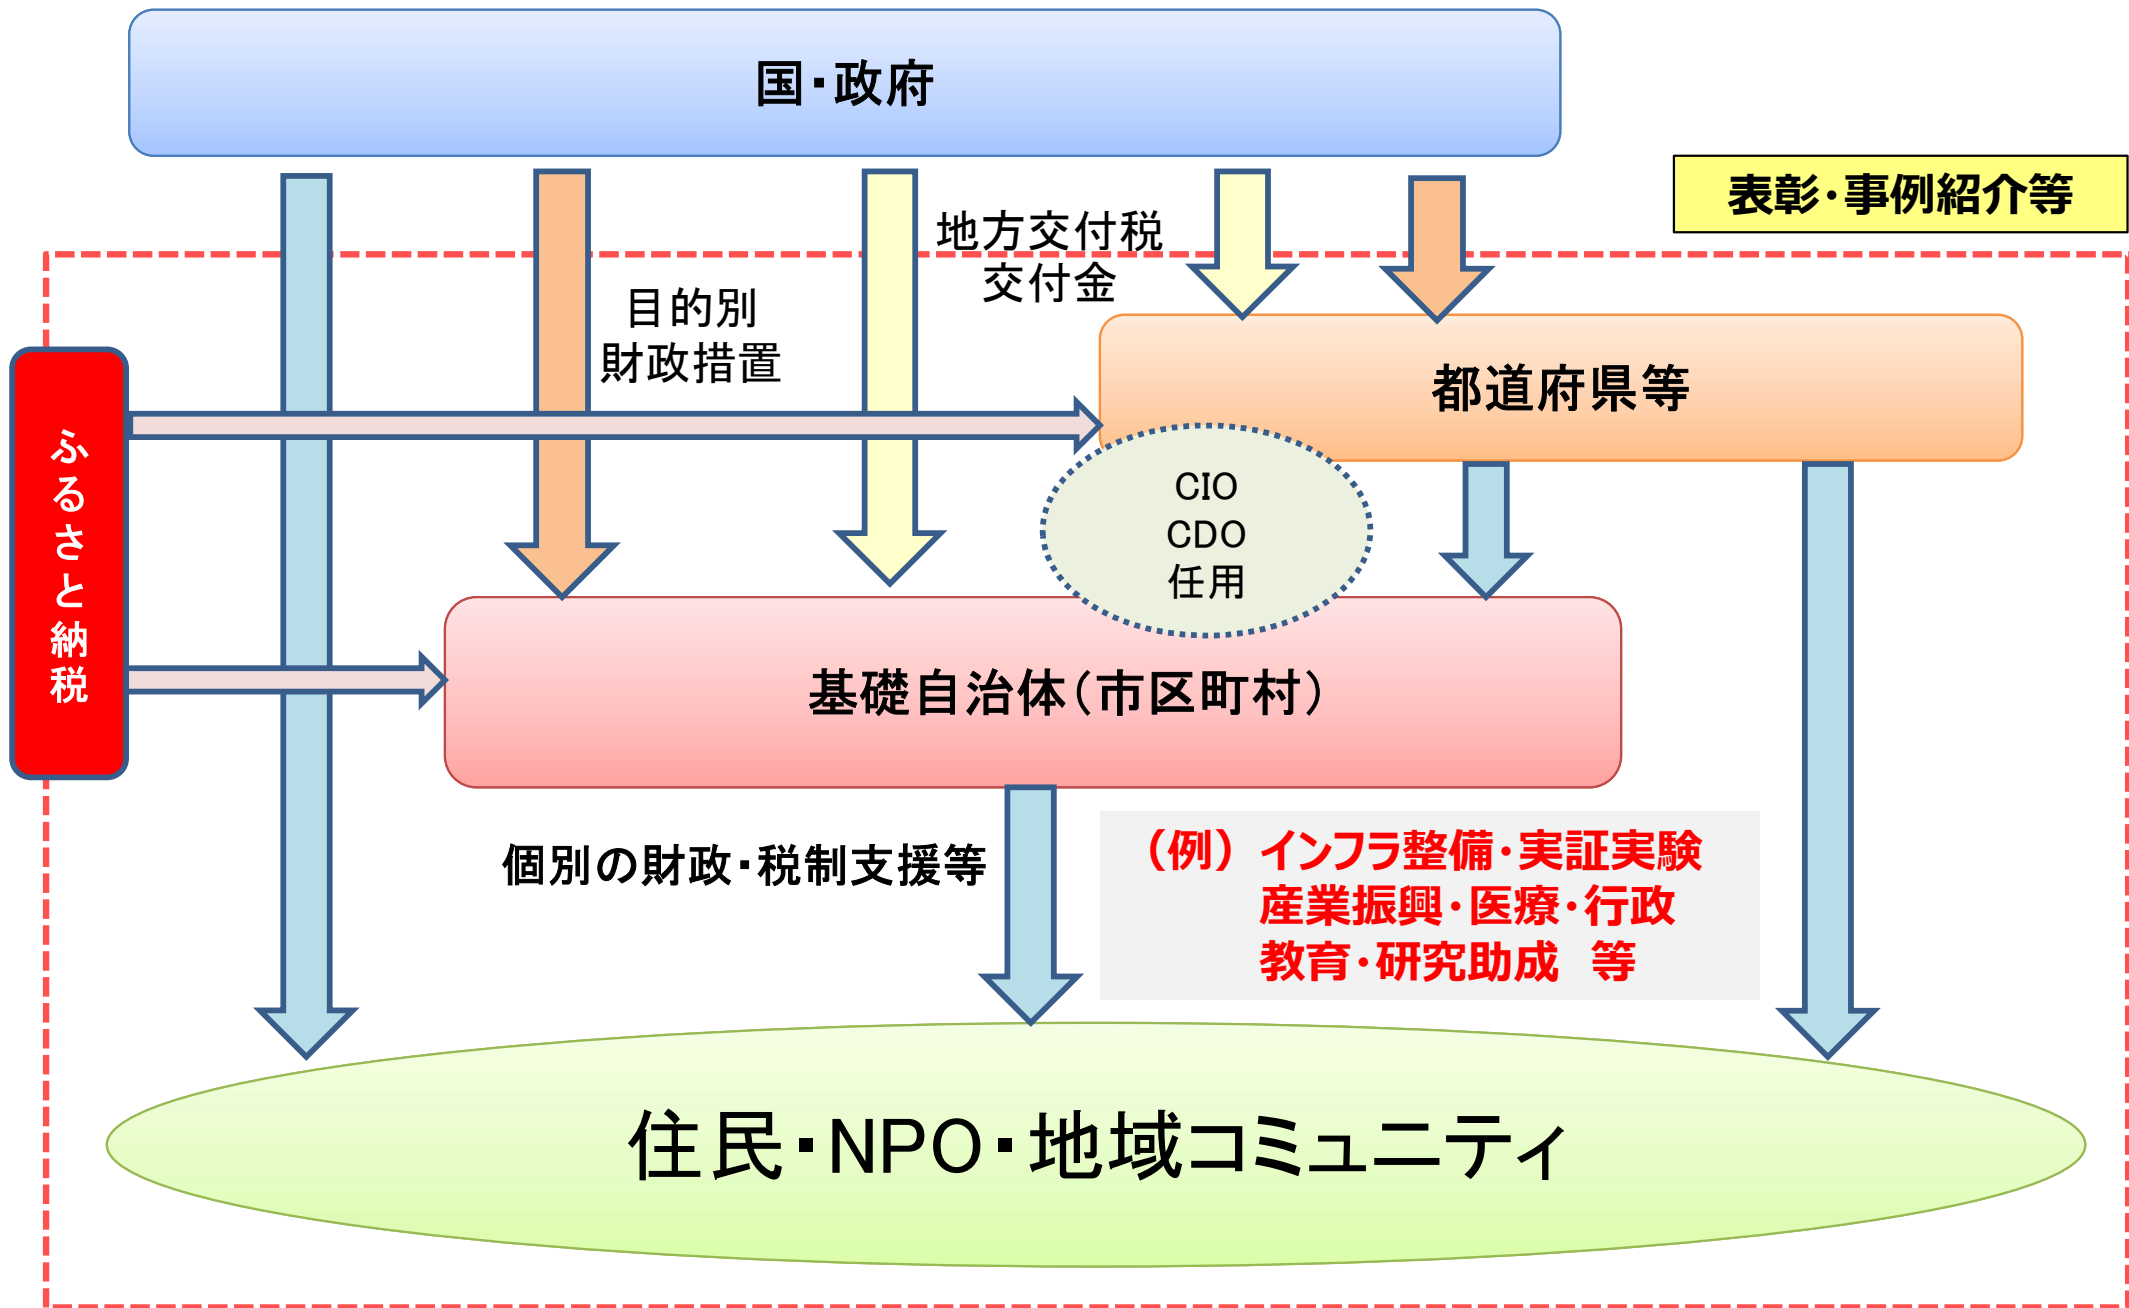 国・政府
表彰・事例紹介等
地方交付税
交付金
目的別
財政措置
都道府県等
ふるさと納税
CIO
CDO
任用
基礎自治体（市区町村）
個別の財政・税制支援等
（例）インフラ整備・実証実験
産業振興・医療・行政
教育・研究助成　等
住民・NPO・地域コミュニティ